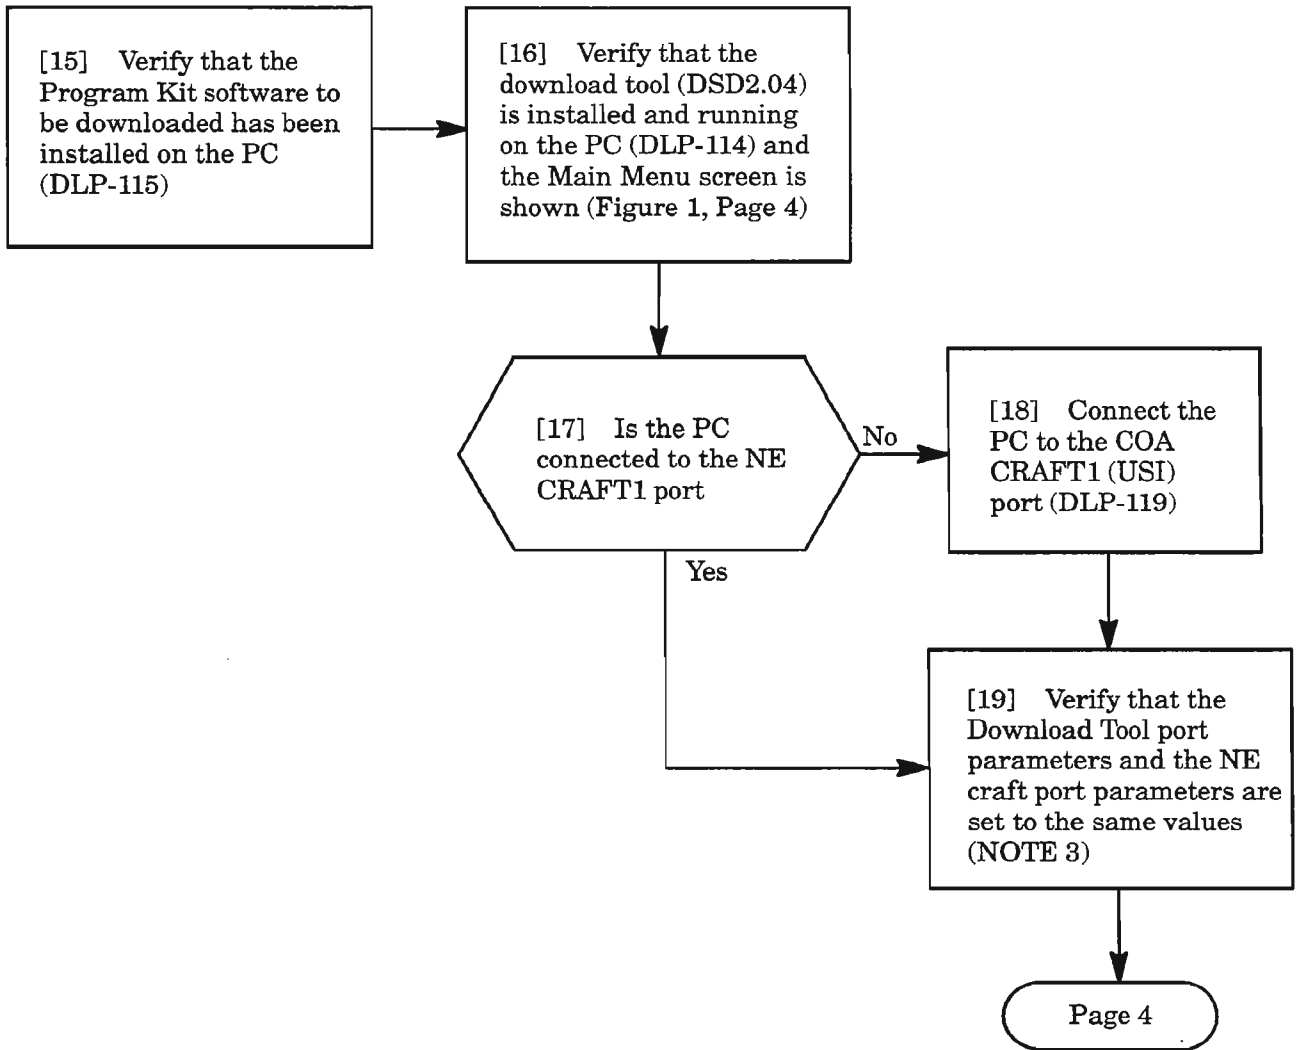 [15] Verify that the
Program Kit software to
be downloaded has been
installed on the PC
(DLP-115)
[16] Verify that the
download tool (DSD2.04)
is installed and running
on the PC (DLP-114) and
the Main Menu screen is
shown (Figure 1, Page 4)
[17] Is the PC
connected to the NE
CRAFT1 port
No
[18] Connect the
PC to the COA
CRAFT1 (USI)
port (DLP-119)
Yes
[19] Verify that the
Download Tool port
parameters and the NE
craft port parameters are
set to the same values
(NOTE 3)
Page 4